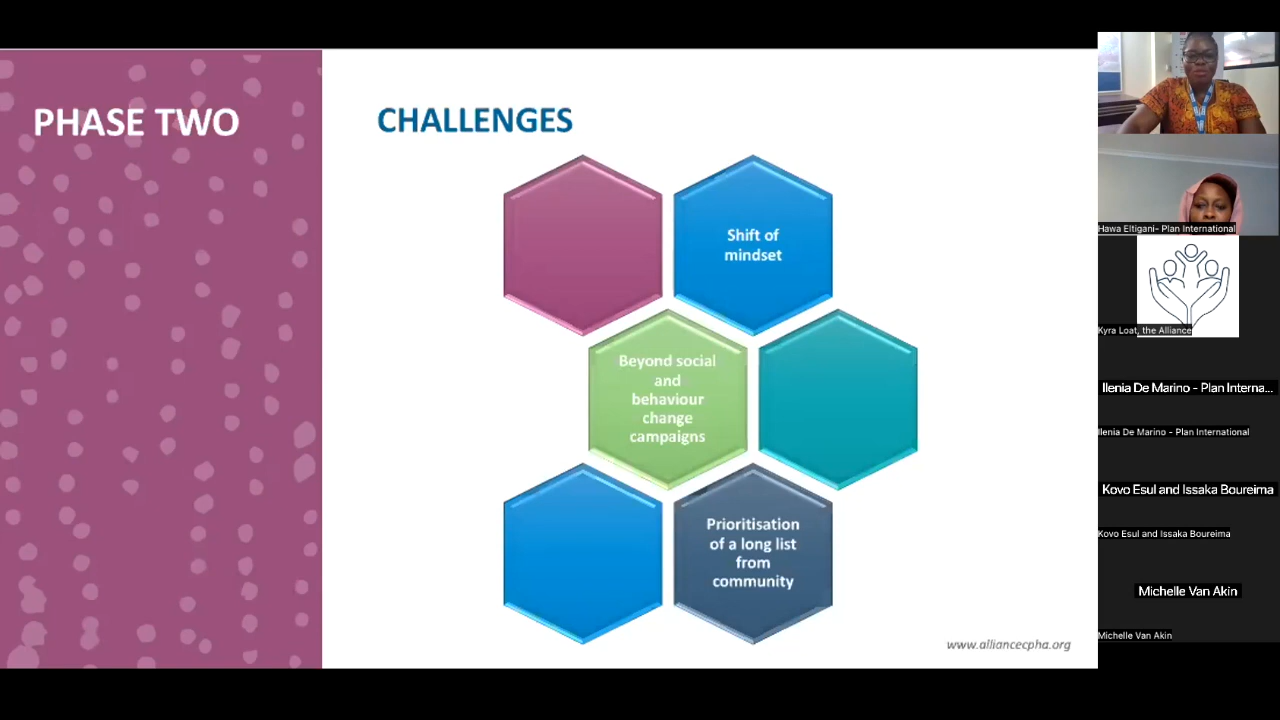 PHASE TWO
CHALLENGES
Shift of
mindset
Beyond social
and
behaviour
change
campaigns
Prioritisation
of a long list
from
community
www.alliancecpha.org
Hawa Eltigani- Plan International
Kyra Loat, the Alliance
Ilenia De Marino - Plan Interna...
Ilenia De Marino - Plan International
Kovo Esul and Issaka Boureima
Kovo Esul and Issaka Boureima
Michelle Van Akin
Michelle Van Akin